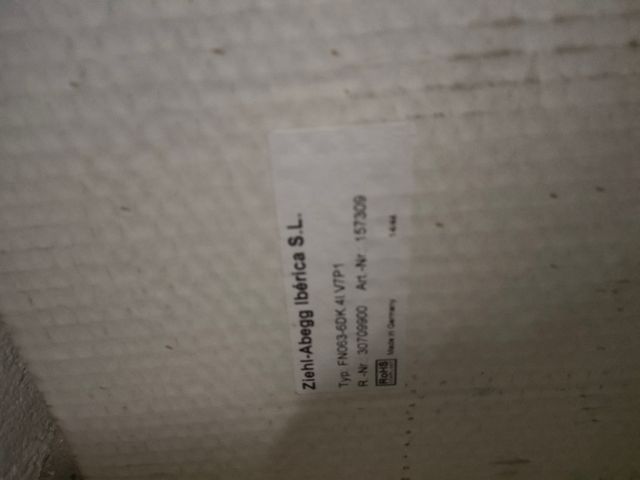 Ziehl-Abegg Ibérica S.L.
Typ. FN063-6DK.4I.V7P1
R.-Nr. 30709900 Art.-Nr. 157309
RoHS Made in Germany